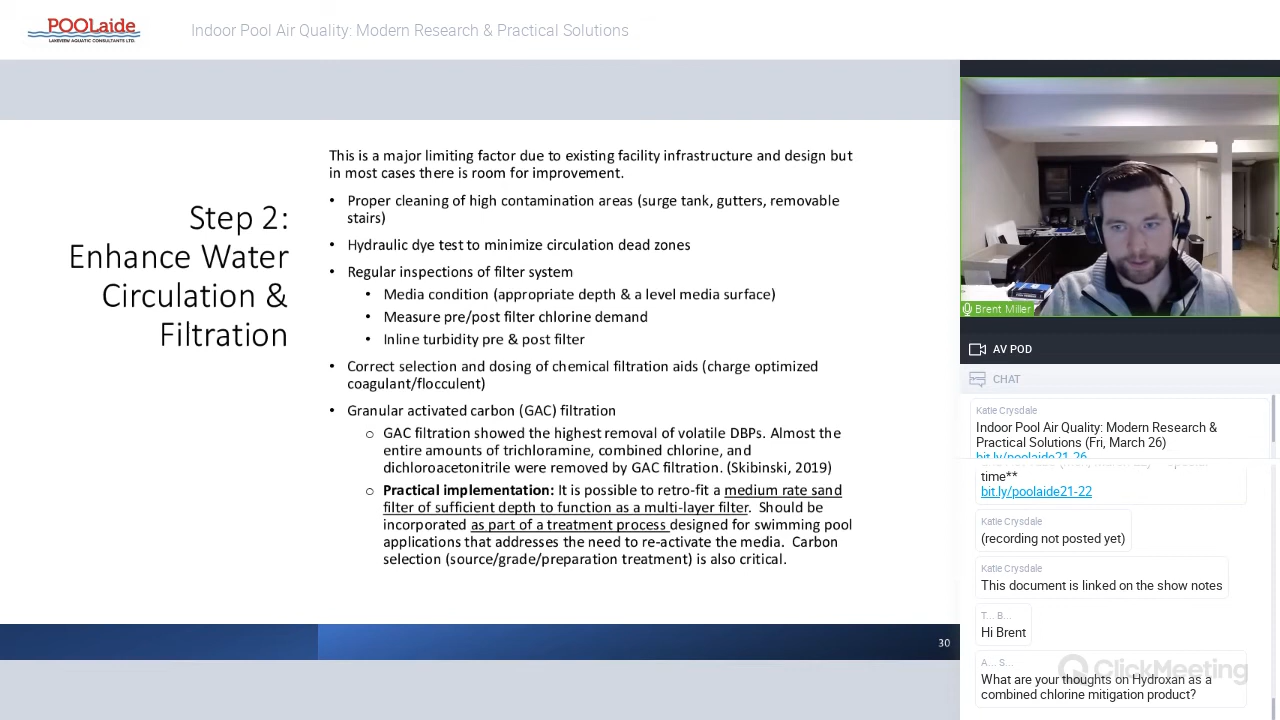 POOLaide
LAKEVIEW AQUATIC CONSULTANTS LTD.
Indoor Pool Air Quality: Modern Research & Practical Solutions
Step 2:
Enhance Water
Circulation &
Filtration
This is a major limiting factor due to existing facility infrastructure and design but
in most cases there is room for improvement.
• Proper cleaning of high contamination areas (surge tank, gutters, removable
stairs)
• Hydraulic dye test to minimize circulation dead zones
• Regular inspections of filter system
• Media condition (appropriate depth & a level media surface)
• Measure pre/post filter chlorine demand
• Inline turbidity pre & post filter
• Correct selection and dosing of chemical filtration aids (charge optimized
coagulant/flocculent)
• Granular activated carbon (GAC) filtration
o GAC filtration showed the highest removal of volatile DBPs. Almost the
entire amounts of trichloramine, combined chlorine, and
dichloroacetonitrile were removed by GAC filtration. (Skibinski, 2019)
o Practical implementation: It is possible to retro-fit a medium rate sand
filter of sufficient depth to function as a multi-layer filter. Should be
incorporated as part of a treatment process designed for swimming pool
applications that addresses the need to re-activate the media. Carbon
selection (source/grade/preparation treatment) is also critical.
30
Brent Miller
AV POD
CHAT
Katie Crysdale
Indoor Pool Air Quality: Modern Research &
Practical Solutions (Fri, March 26)
bit.ly/poolaide21-26
time**
bit.ly/poolaide21-22
Katie Crysdale
(recording not posted yet)
Katie Crysdale
This document is linked on the show notes
T... B...
Hi Brent
A... S...
What are your thoughts on Hydroxan as a
combined chlorine mitigation product?
ClickMeeting